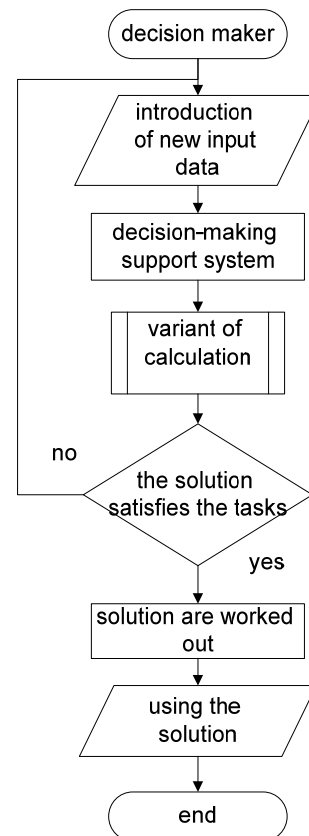 decision maker
introduction
of new input
data
decision-making
support system
variant of
calculation
no
the solution
satisfies the tasks
yes
solution are worked
out
using the
solution
end